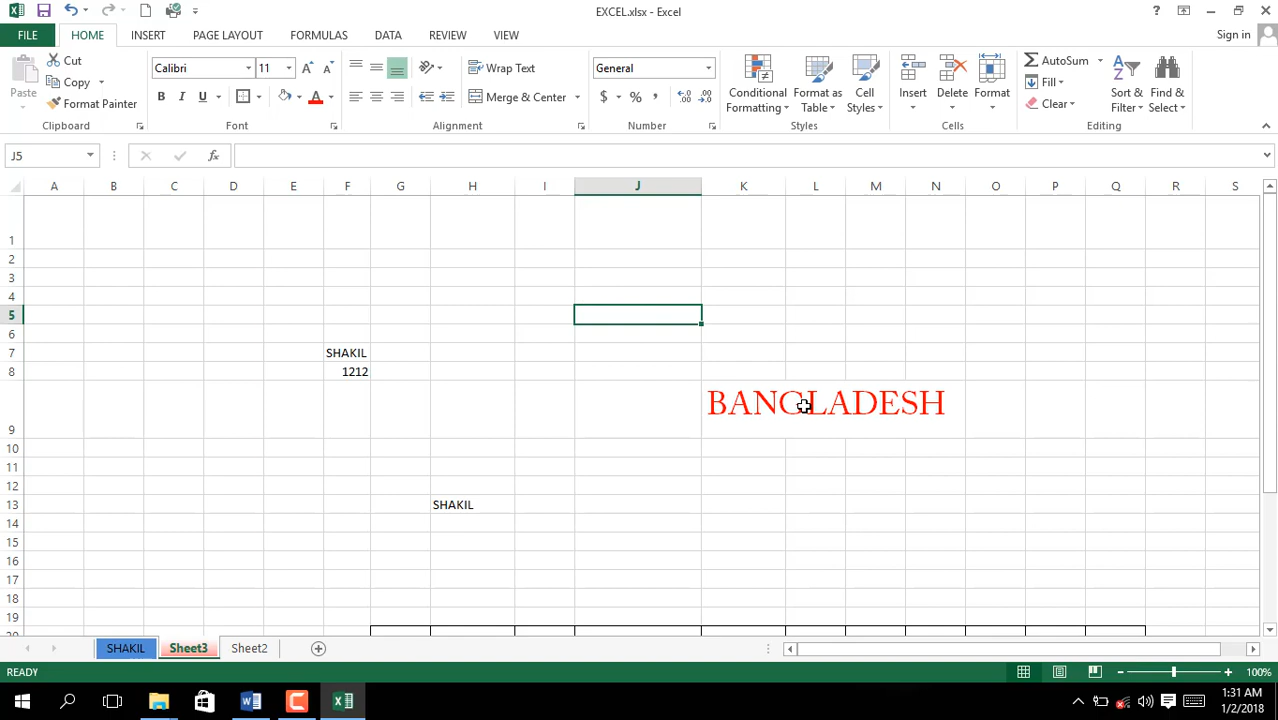 EXCEL.xlsx - Excel
?
FILE HOME INSERT PAGE LAYOUT FORMULAS DATA REVIEW VIEW Sign in
Paste Cut Copy Format Painter
Calibri 11 A A
B I U A
Wrap Text
Merge & Center
General
$ % ,
Conditional Formatting Format as Table Cell Styles
Insert Delete Format
AutoSum
Fill
Clear
Sort & Filter Find & Select
Clipboard Font Alignment Number Styles Cells Editing
J5 fx
A B C D E F G H I J K L M N O P Q R S
1
2
3
4
5
6
7 SHAKIL
8 1212
9 BANGLADESH
10
11
12
13 SHAKIL
14
15
16
17
18
19
20
SHAKIL Sheet3 Sheet2
READY 100%
1:31 AM
1/2/2018